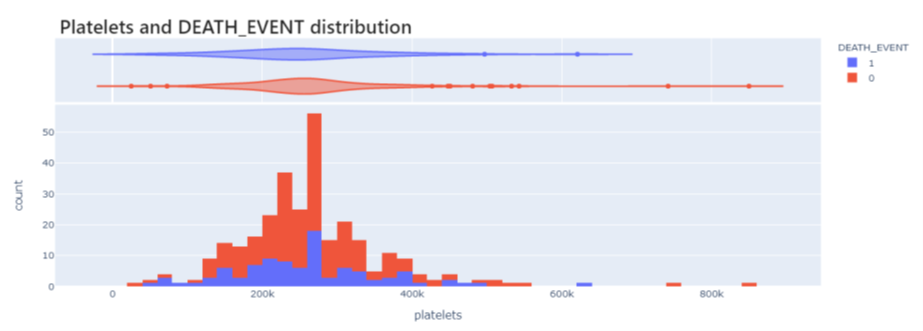 Platelets and DEATH_EVENT distribution
DEATH_EVENT
1
0
50
40
30
20
10
0
count
0
200k
400k
600k
800k
platelets